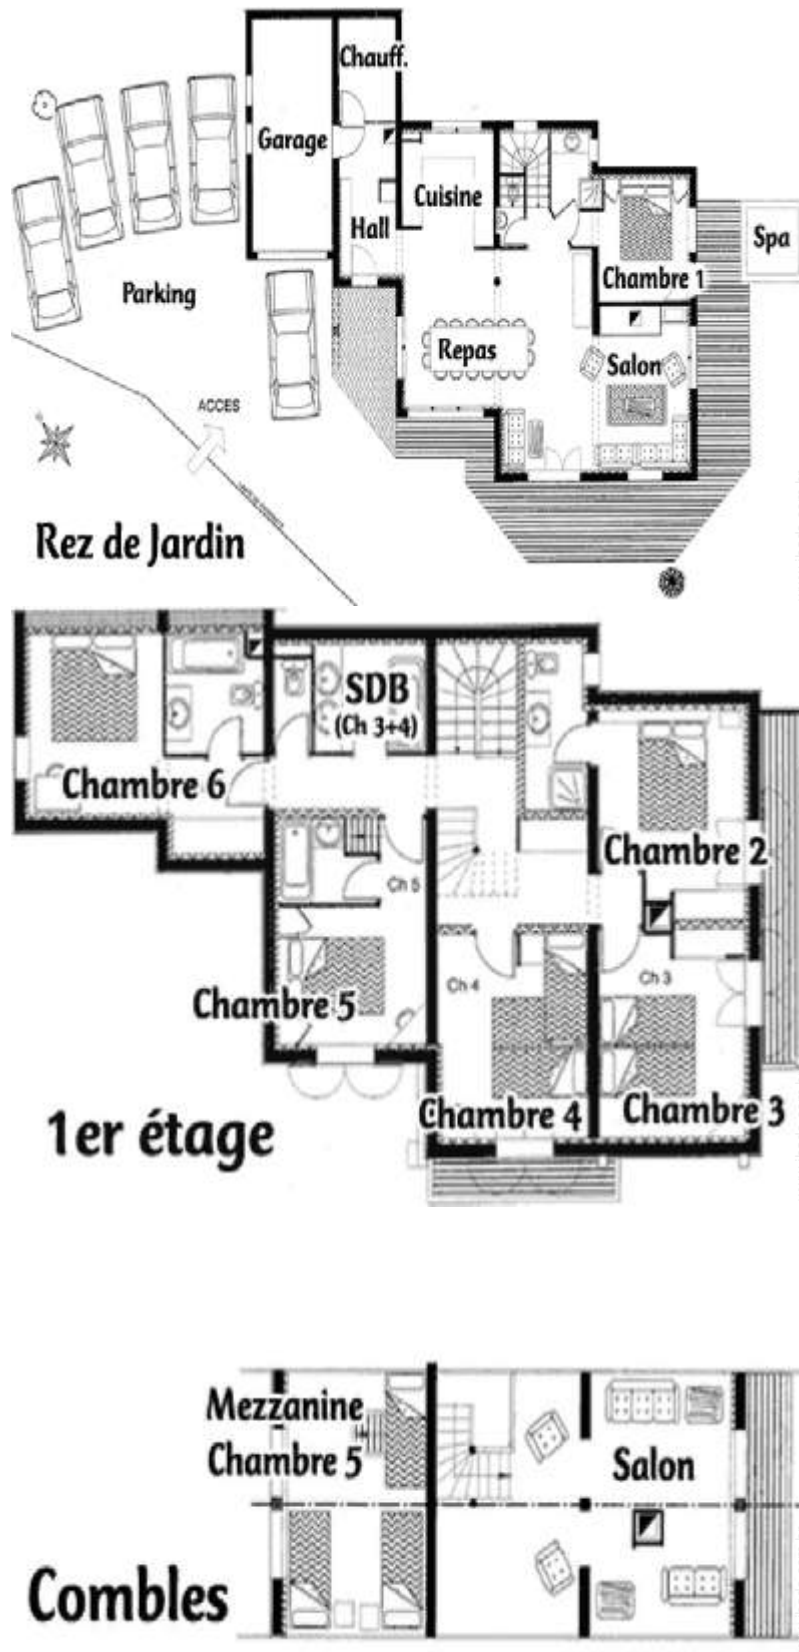 Chauff.
Garage
Cuisine
Hall
Spa
Chambre 1
Parking
Repas
Salon
ACCES
Rez de Jardin
SDB
(Ch 3+4)
Chambre 6
Chambre 2
Ch 5
Ch 4
Ch 3
Chambre 5
Chambre 4
Chambre 3
1er étage
Mezzanine
Chambre 5
Salon
Combles